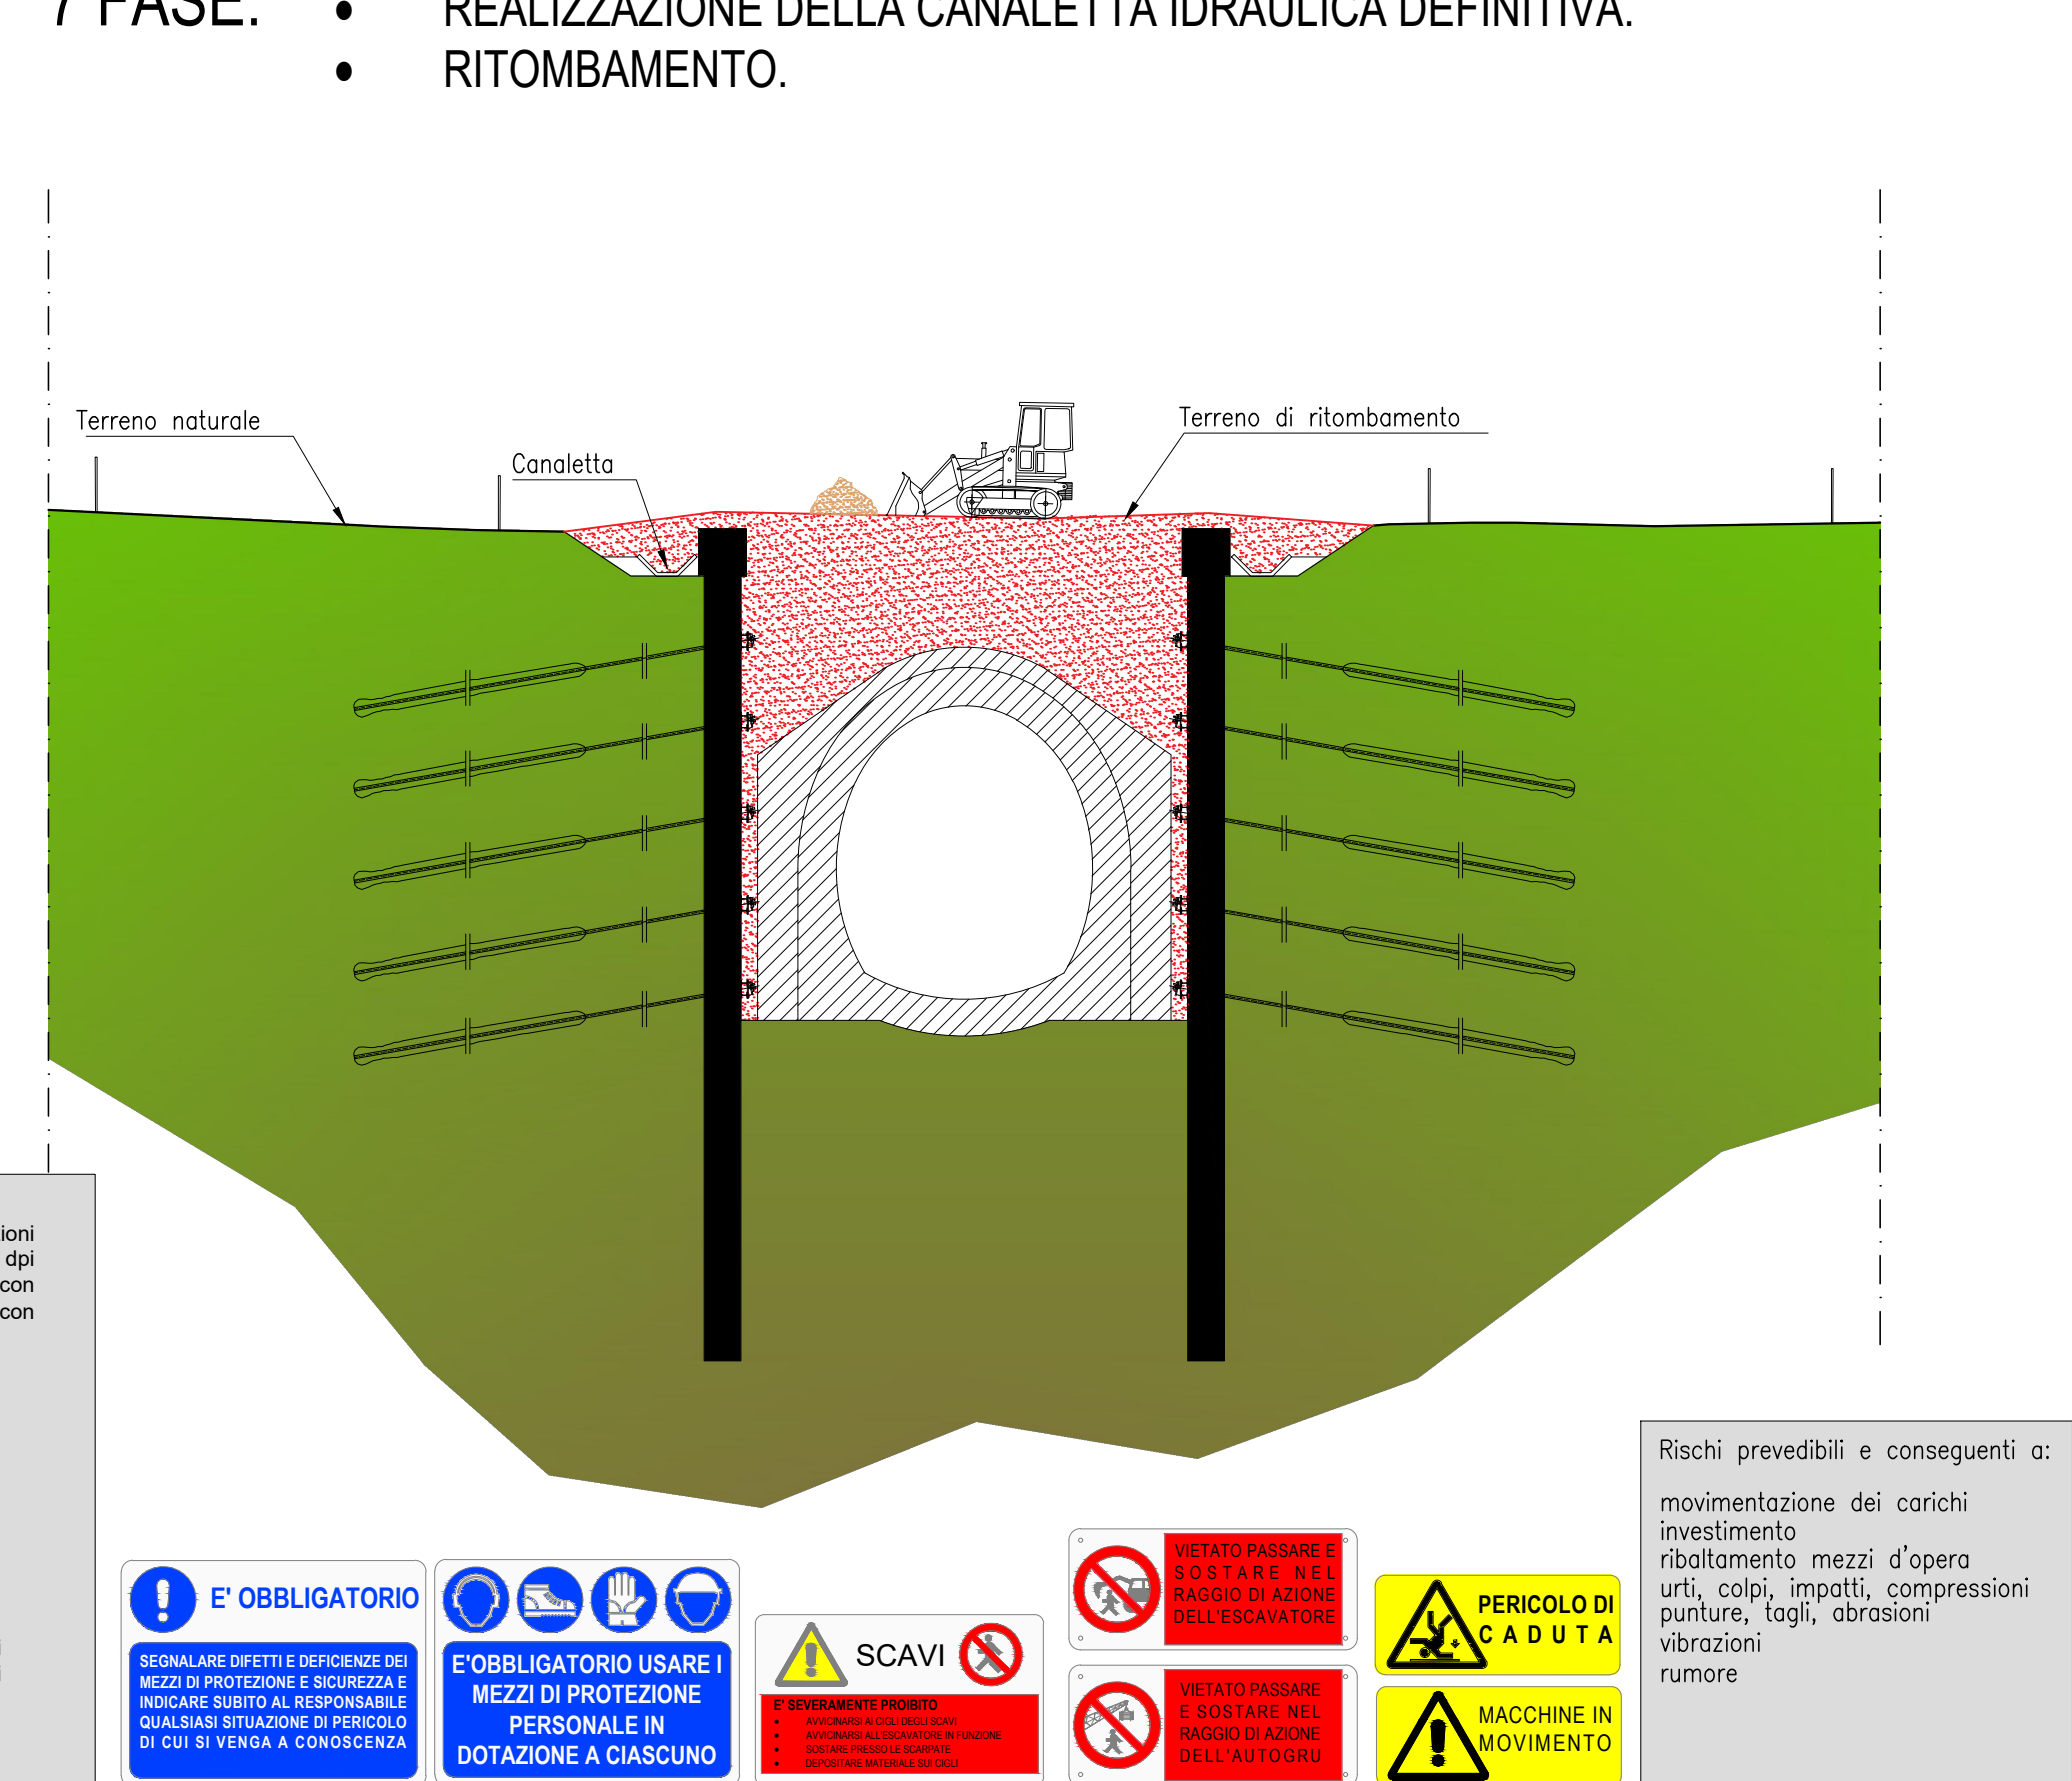 7 FASE:
• REALIZZAZIONE DELLA CANALETTA IDRAULICA DEFINITIVA.
• RITOMBAMENTO.
Terreno naturale
Canaletta
Terreno di ritombamento
ioni
dpi
con
con
Rischi prevedibili e conseguenti a:
movimentazione dei carichi
investimento
ribaltamento mezzi d'opera
urti, colpi, impatti, compressioni
punture, tagli, abrasioni
vibrazioni
rumore
E' OBBLIGATORIO
SEGNALARE DIFETTI E DEFICIENZE DEI
MEZZI DI PROTEZIONE E SICUREZZA E
INDICARE SUBITO AL RESPONSABILE
QUALSIASI SITUAZIONE DI PERICOLO
DI CUI SI VENGA A CONOSCENZA
E'OBBLIGATORIO USARE I
MEZZI DI PROTEZIONE
PERSONALE IN
DOTAZIONE A CIASCUNO
SCAVI
E' SEVERAMENTE PROIBITO
• AVVICINARSI AI CIGLI DEGLI SCAVI
• AVVICINARSI ALL'ESCAVATORE IN FUNZIONE
• SOSTARE PRESSO LE SCARPATE
• DEPOSITARE MATERIALE SUI CIGLI
VIETATO PASSARE E
SOSTARE NEL
RAGGIO DI AZIONE
DELL'ESCAVATORE
VIETATO PASSARE
E SOSTARE NEL
RAGGIO DI AZIONE
DELL'AUTOGRU
PERICOLO DI
CADUTA
MACCHINE IN
MOVIMENTO